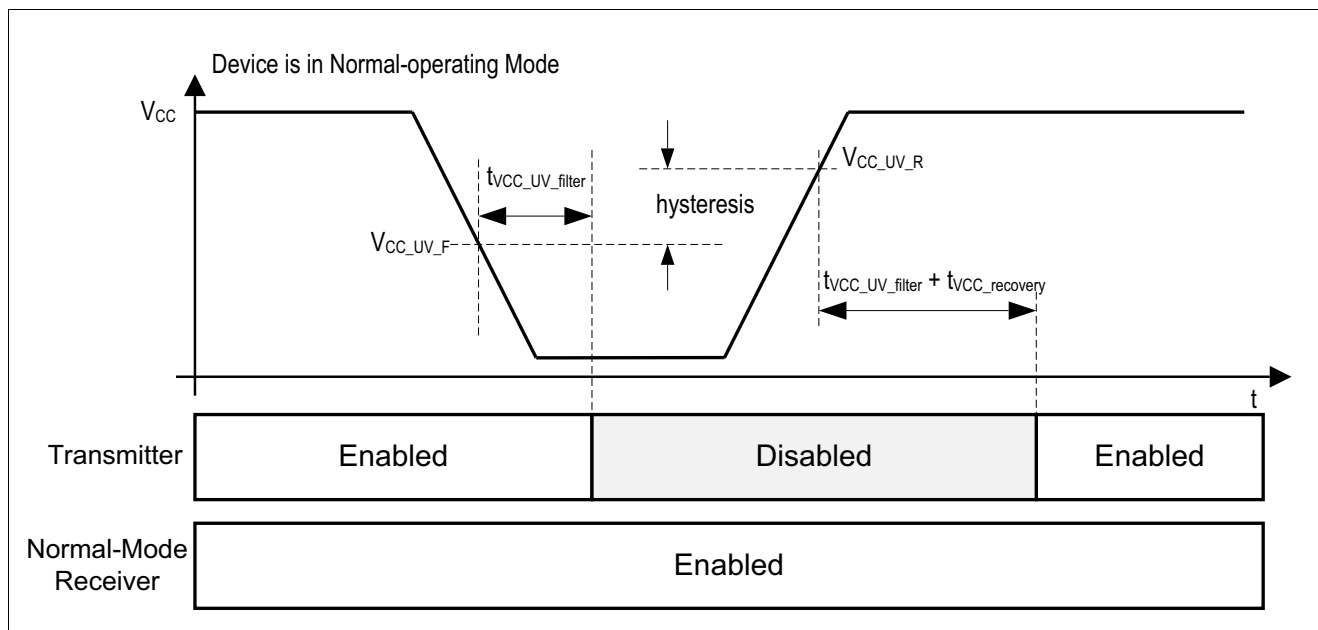 Device is in Normal-operating Mode
VCC
VCC_UV_R
tVCC_UV_filter
hysteresis
VCC_UV_F
tVCC_UV_filter + tVCC_recovery
t
Transmitter
Enabled
Disabled
Enabled
Normal-Mode
Receiver
Enabled